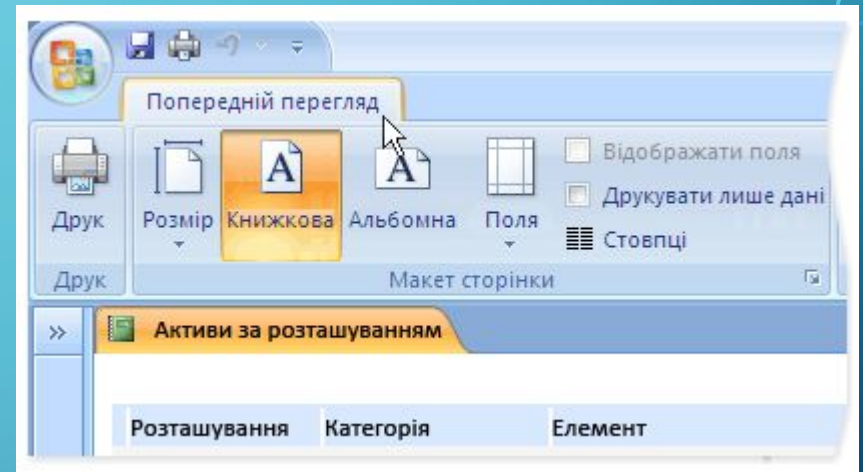 Попередній перегляд
Друк
Розмір Книжкова Альбомна Поля
Відображати поля
Друкувати лише дані
Стовпці
Друк Макет сторінки
» Активи за розташуванням
Розташування Категорія Елемент